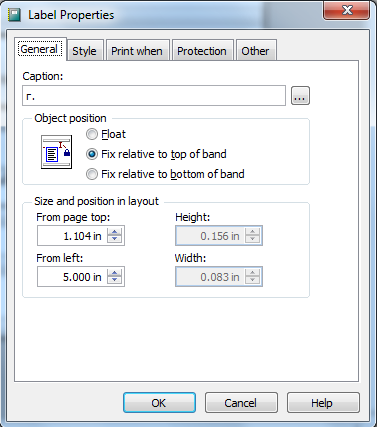 Label Properties
General Style Print when Protection Other
Caption:
г.
...
Object position
Float
Fix relative to top of band
Fix relative to bottom of band
Size and position in layout
From page top: Height:
1.104 in 0.156 in
From left: Width:
5.000 in 0.083 in
OK Cancel Help